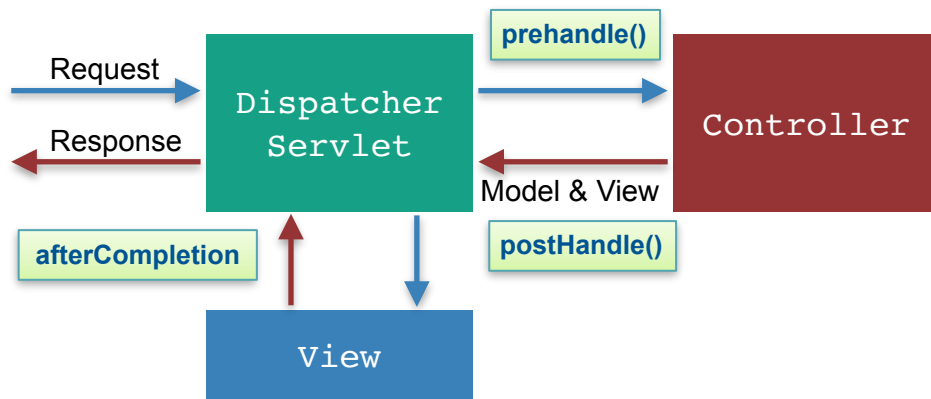 prehandle()
Request
Dispatcher
Servlet
Controller
Response
Model & View
afterCompletion
postHandle()
View